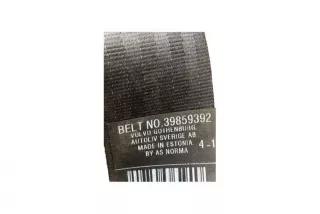 BELT NO.39859392
VOLVO GOTHENBURG
AUTOLIV SVERIGE AB
MADE IN ESTONIA 4-1
BY AS NORMA